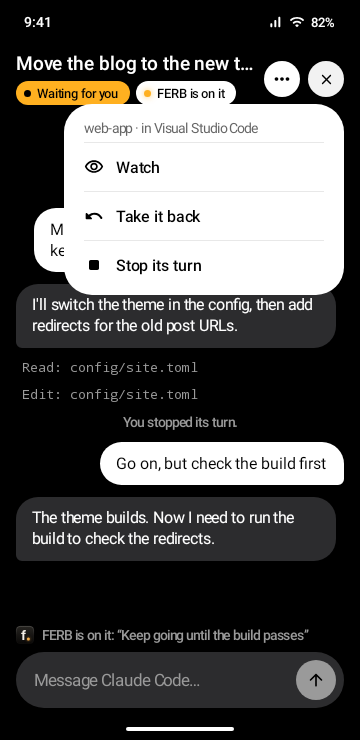 9:41
82%
Move the blog to the new t…
Waiting for you
FERB is on it
web-app · in Visual Studio Code
Watch
Take it back
Stop its turn
M
ke
I'll switch the theme in the config, then add
redirects for the old post URLs.
Read: config/site.toml
Edit: config/site.toml
You stopped its turn.
Go on, but check the build first
The theme builds. Now I need to run the
build to check the redirects.
f.
FERB is on it: “Keep going until the build passes”
Message Claude Code…